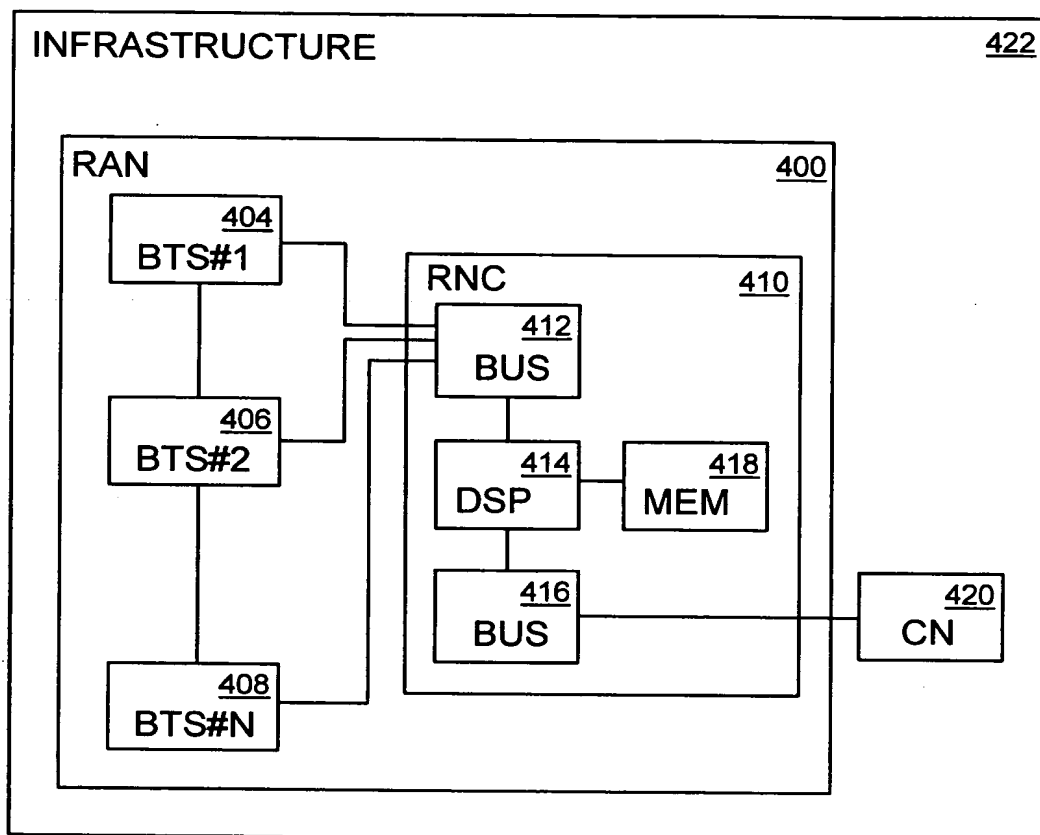 INFRASTRUCTURE 422
RAN 400
404
BTS#1
RNC 410
412
BUS
406
BTS#2
414
DSP
418
MEM
416
BUS
420
CN
408
BTS#N